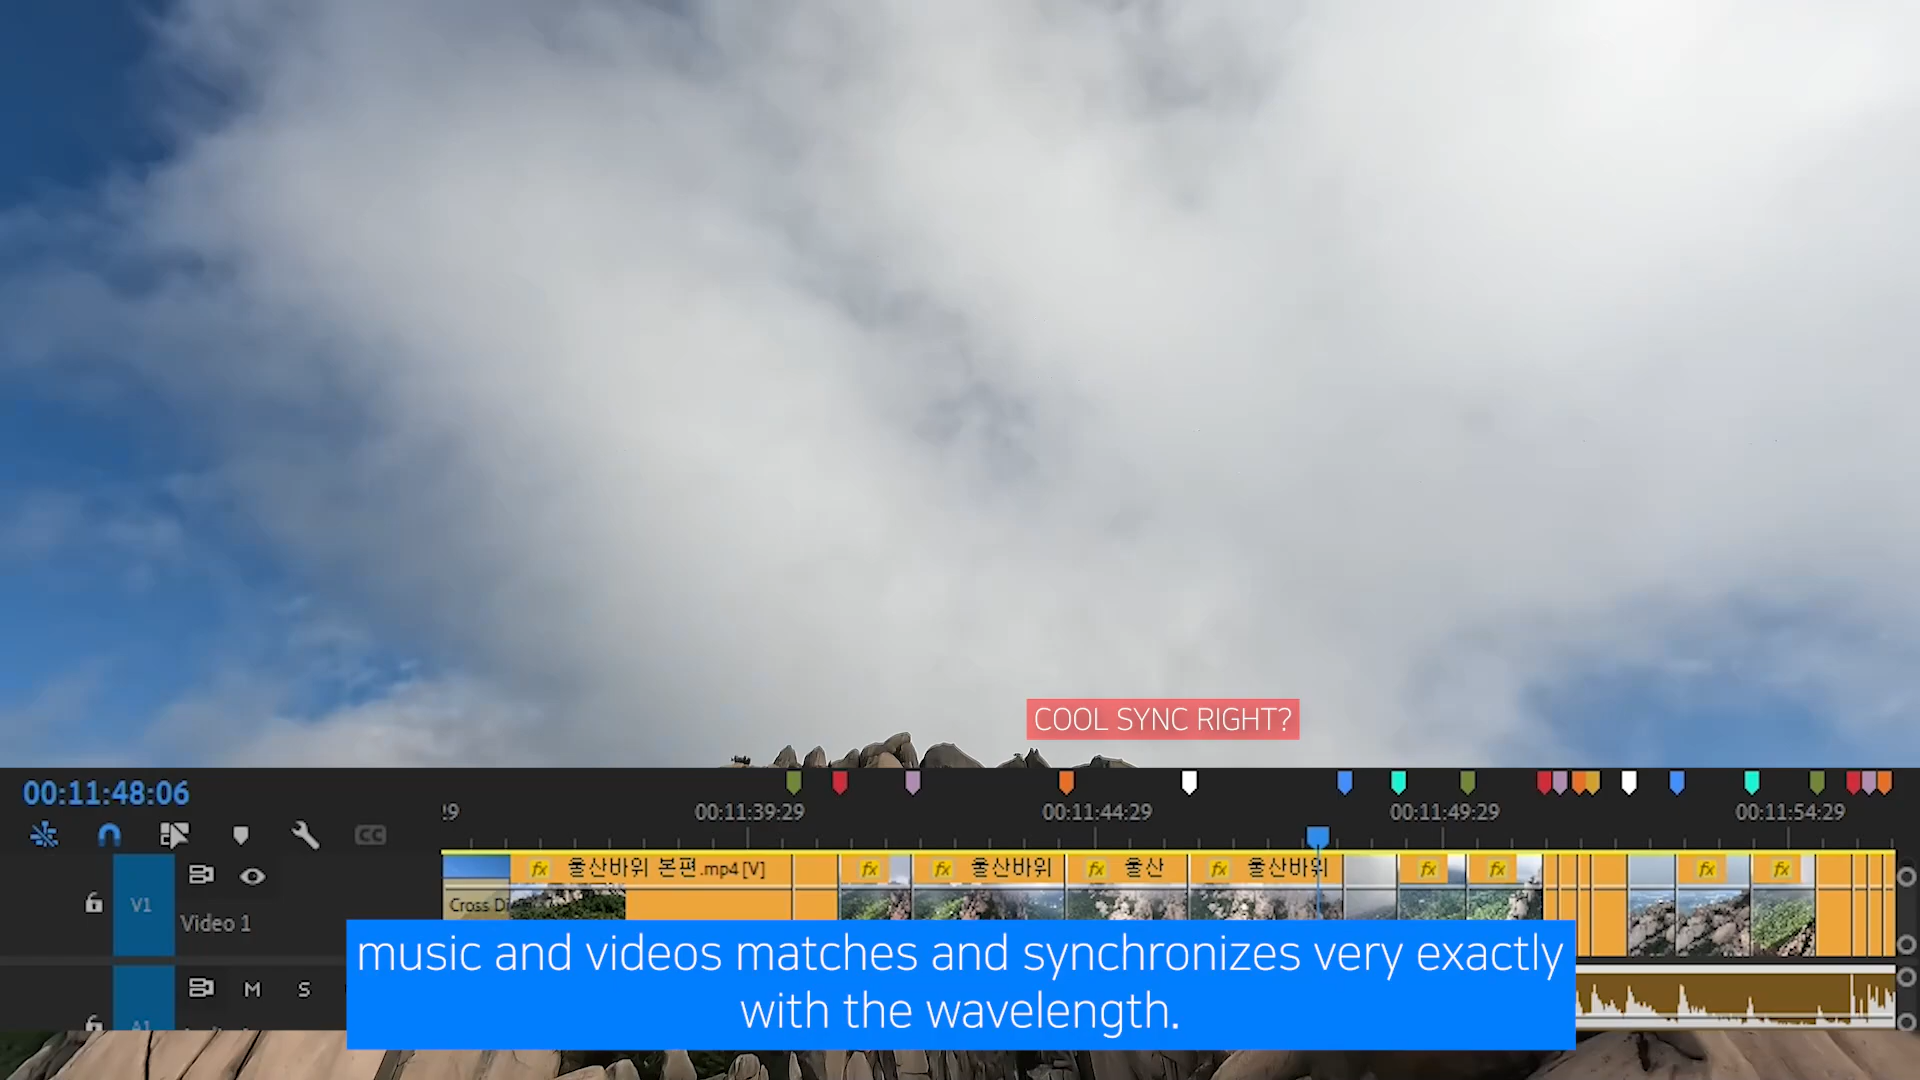 COOL SYNC RIGHT?
00:11:48:06
:9
00:11:39:29
00:11:44:29
00:11:49:29
00:11:54:29
CC
fx 울산바위 본편.mp4 [V]
fx
fx 울산바위
fx 울산
fx 울산바위
fx
fx
fx
fx
Cross Di
V1
Video 1
M S
A1
music and videos matches and synchronizes very exactly
with the wavelength.